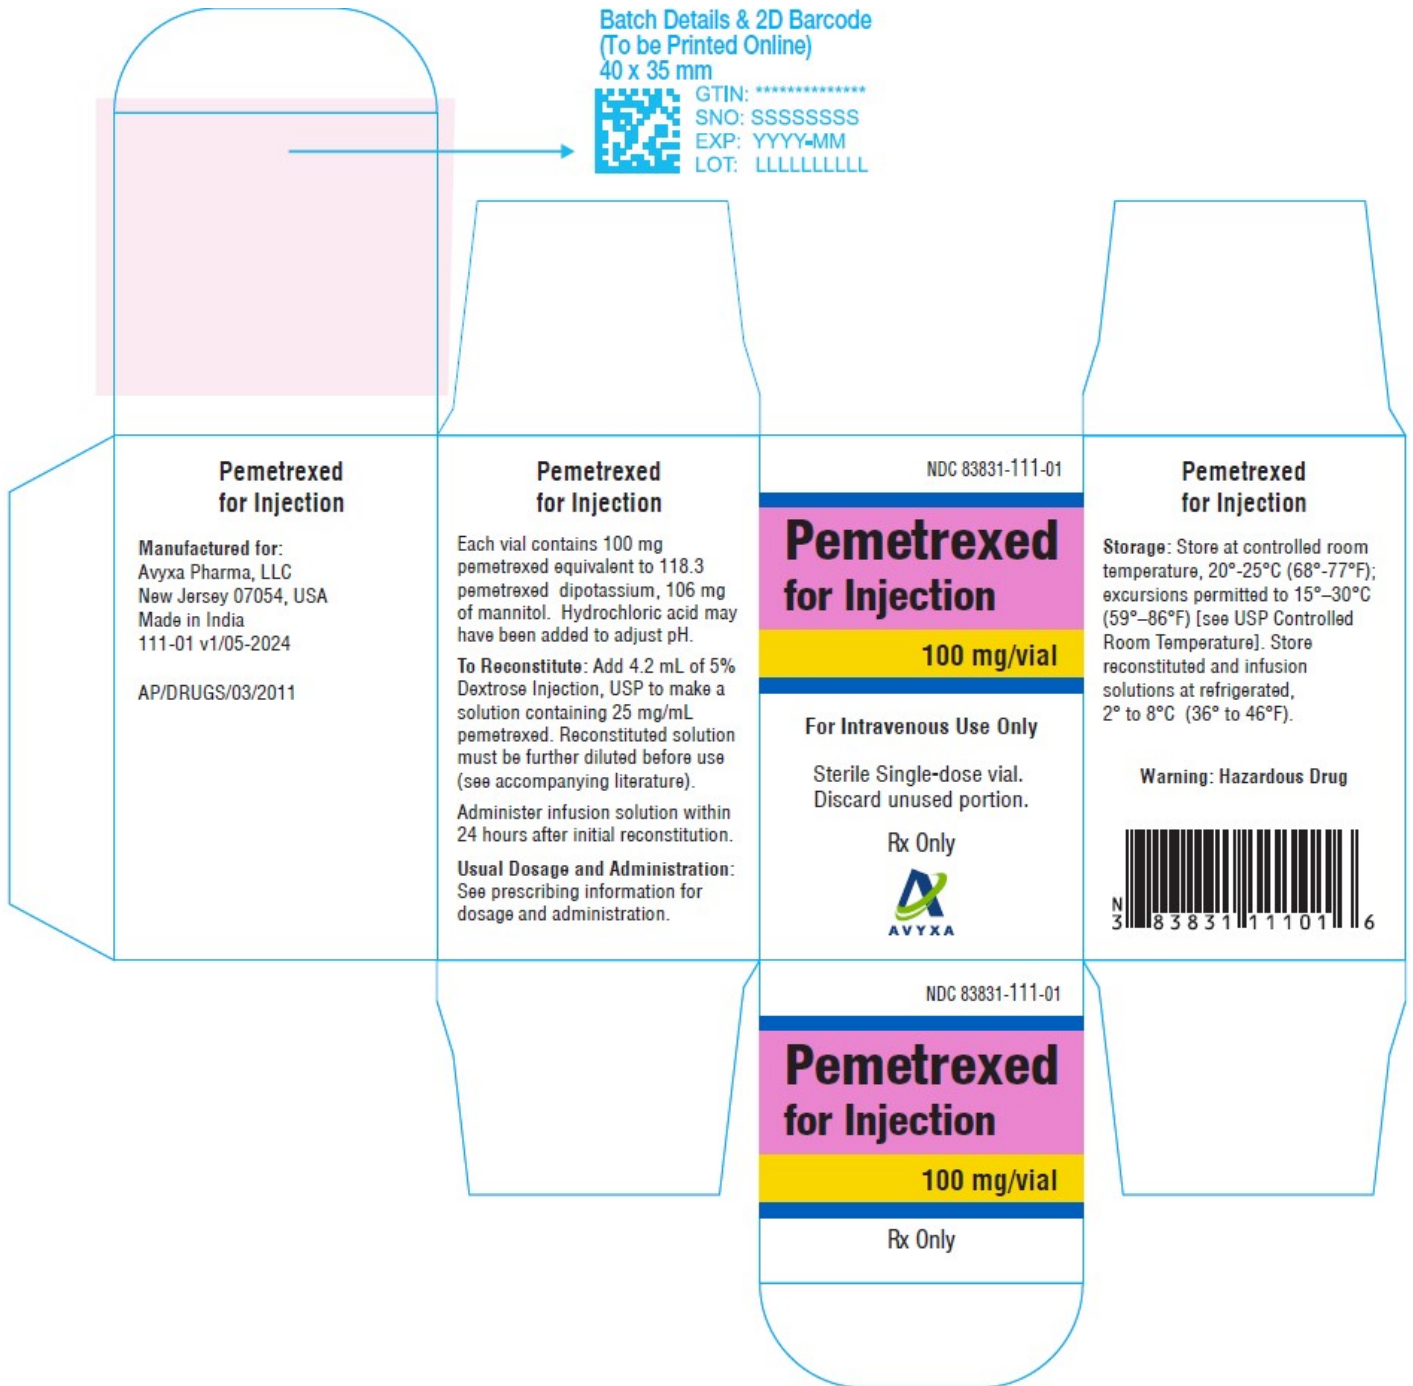 Batch Details & 2D Barcode
(To be Printed Online)
40 x 35 mm
GTIN: **************
SNO: SSSSSSSS
EXP: YYYY-MM
LOT: LLLLLLLLLL
Pemetrexed
for Injection
Manufactured for:
Avyxa Pharma, LLC
New Jersey 07054, USA
Made in India
111-01 v1/05-2024
AP/DRUGS/03/2011
Pemetrexed
for Injection
Each vial contains 100 mg
pemetrexed equivalent to 118.3
pemetrexed dipotassium, 106 mg
of mannitol. Hydrochloric acid may
have been added to adjust pH.
To Reconstitute: Add 4.2 mL of 5%
Dextrose Injection, USP to make a
solution containing 25 mg/mL
pemetrexed. Reconstituted solution
must be further diluted before use
(see accompanying literature).
Administer infusion solution within
24 hours after initial reconstitution.
Usual Dosage and Administration:
See prescribing information for
dosage and administration.
NDC 83831-111-01
Pemetrexed
for Injection
100 mg/vial
For Intravenous Use Only
Sterile Single-dose vial.
Discard unused portion.
Rx Only
AVYXA
Pemetrexed
for Injection
Storage: Store at controlled room
temperature, 20°-25°C (68°-77°F);
excursions permitted to 15°–30°C
(59°–86°F) [see USP Controlled
Room Temperature]. Store
reconstituted and infusion
solutions at refrigerated,
2° to 8°C (36° to 46°F).
Warning: Hazardous Drug
N
3 83831 11101 6
NDC 83831-111-01
Pemetrexed
for Injection
100 mg/vial
Rx Only